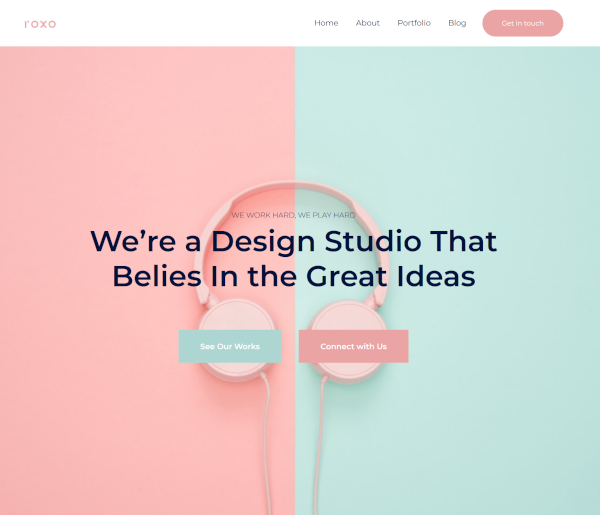 roxo
Home About Portfolio Blog Get in touch
WE WORK HARD, WE PLAY HARD
We're a Design Studio That
Belies In the Great Ideas
See Our Works Connect with Us